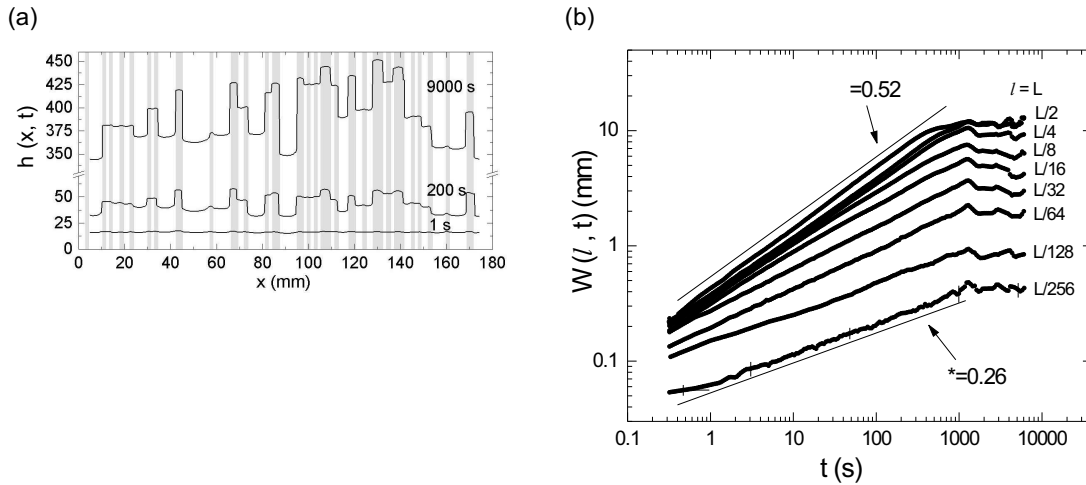 (a)
h (x, t)
450
425
400
375
350
50
25
0
9000 s
200 s
1 s
0 20 40 60 80 100 120 140 160 180
x (mm)
(b)
W (l , t) (mm)
10
1
0.1
=0.52
l = L
L/2
L/4
L/8
L/16
L/32
L/64
L/128
L/256
*=0.26
0.1 1 10 100 1000 10000
t (s)